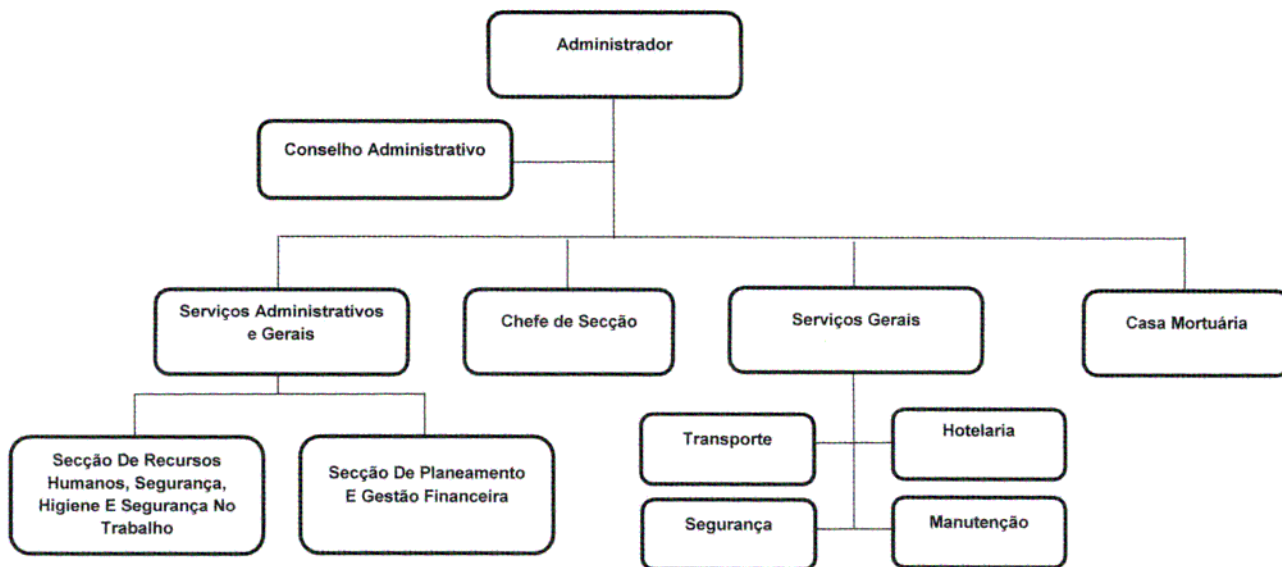 Administrador
Conselho Administrativo
Serviços Administrativos
e Gerais
Chefe de Secção
Serviços Gerais
Casa Mortuária
Transporte
Hotelaria
Secção De Recursos
Humanos, Segurança,
Higiene E Segurança No
Trabalho
Secção De Planeamento
E Gestão Financeira
Segurança
Manutenção